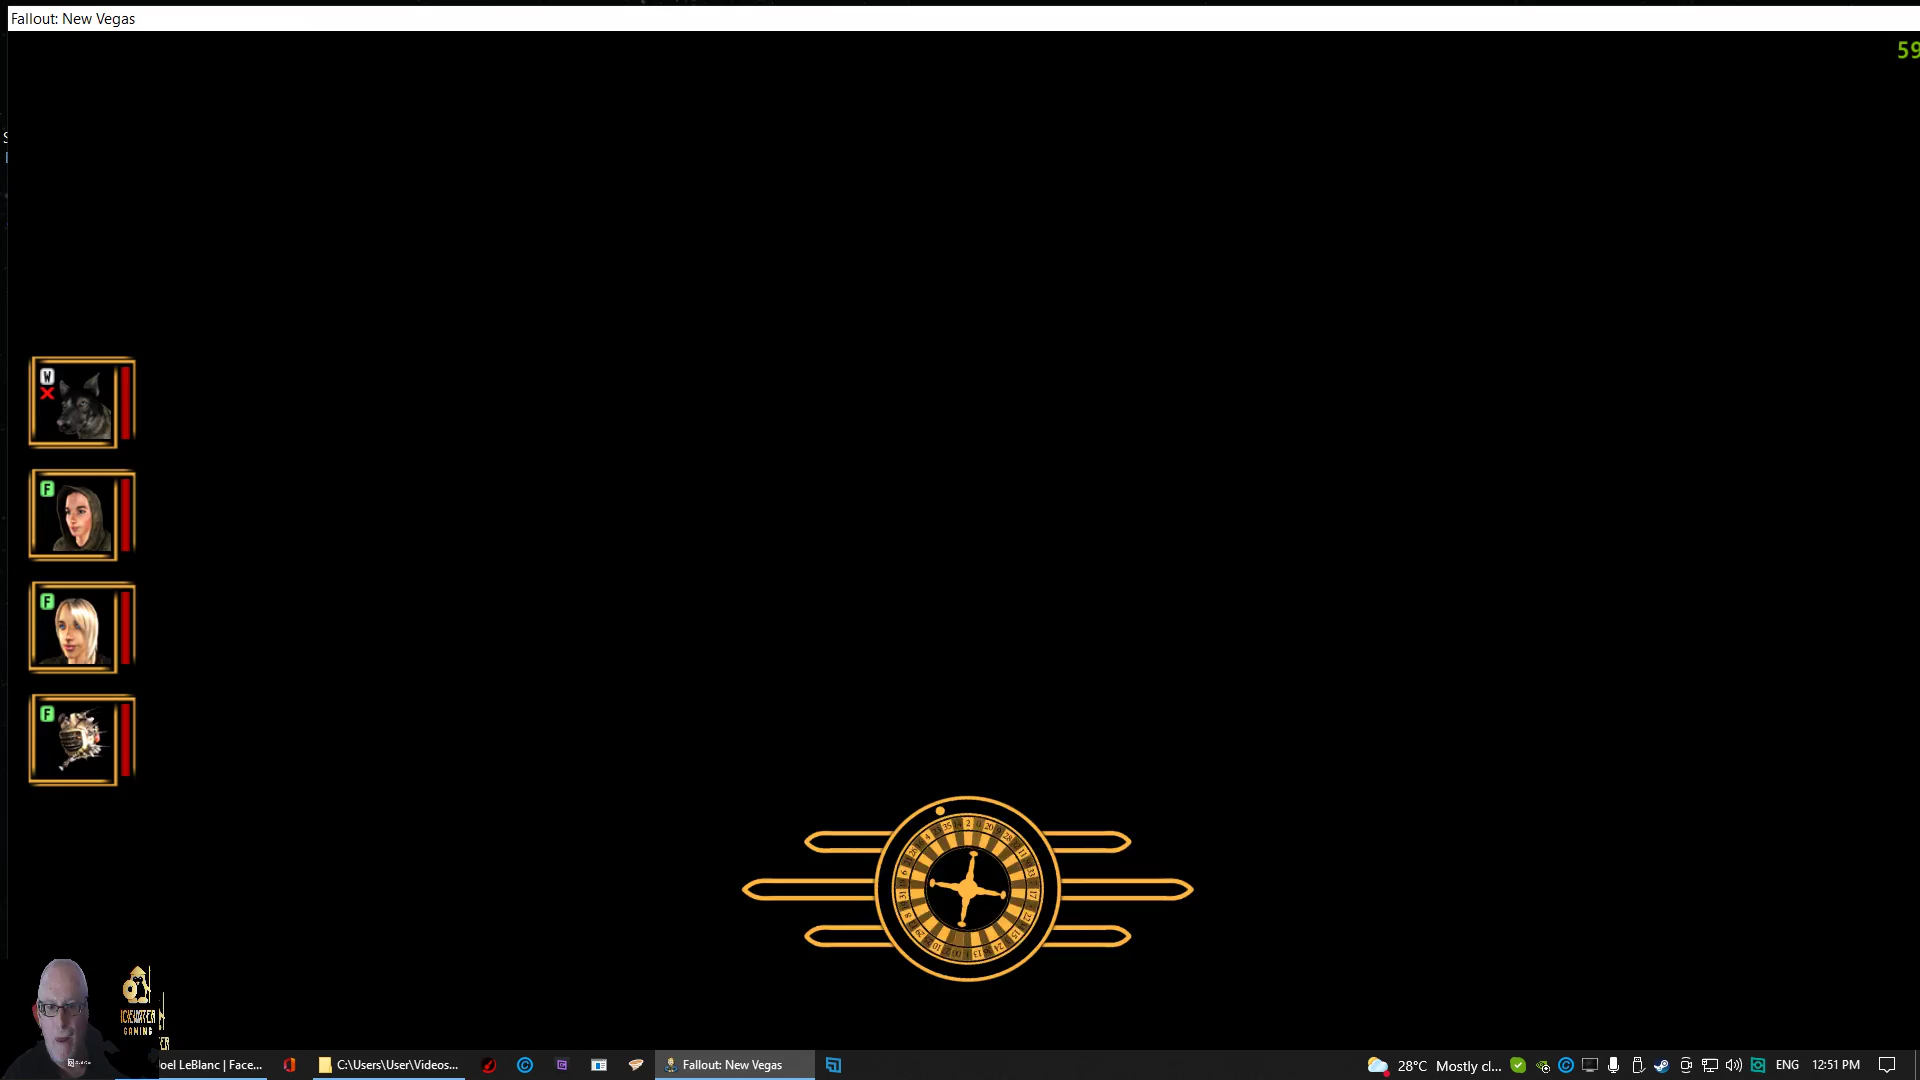 Fallout: New Vegas
59
W
F
F
F
GAMING
oel LeBlanc | Face...
C:\Users\User\Videos...
Fallout: New Vegas
28°C Mostly cl...
ENG
12:51 PM